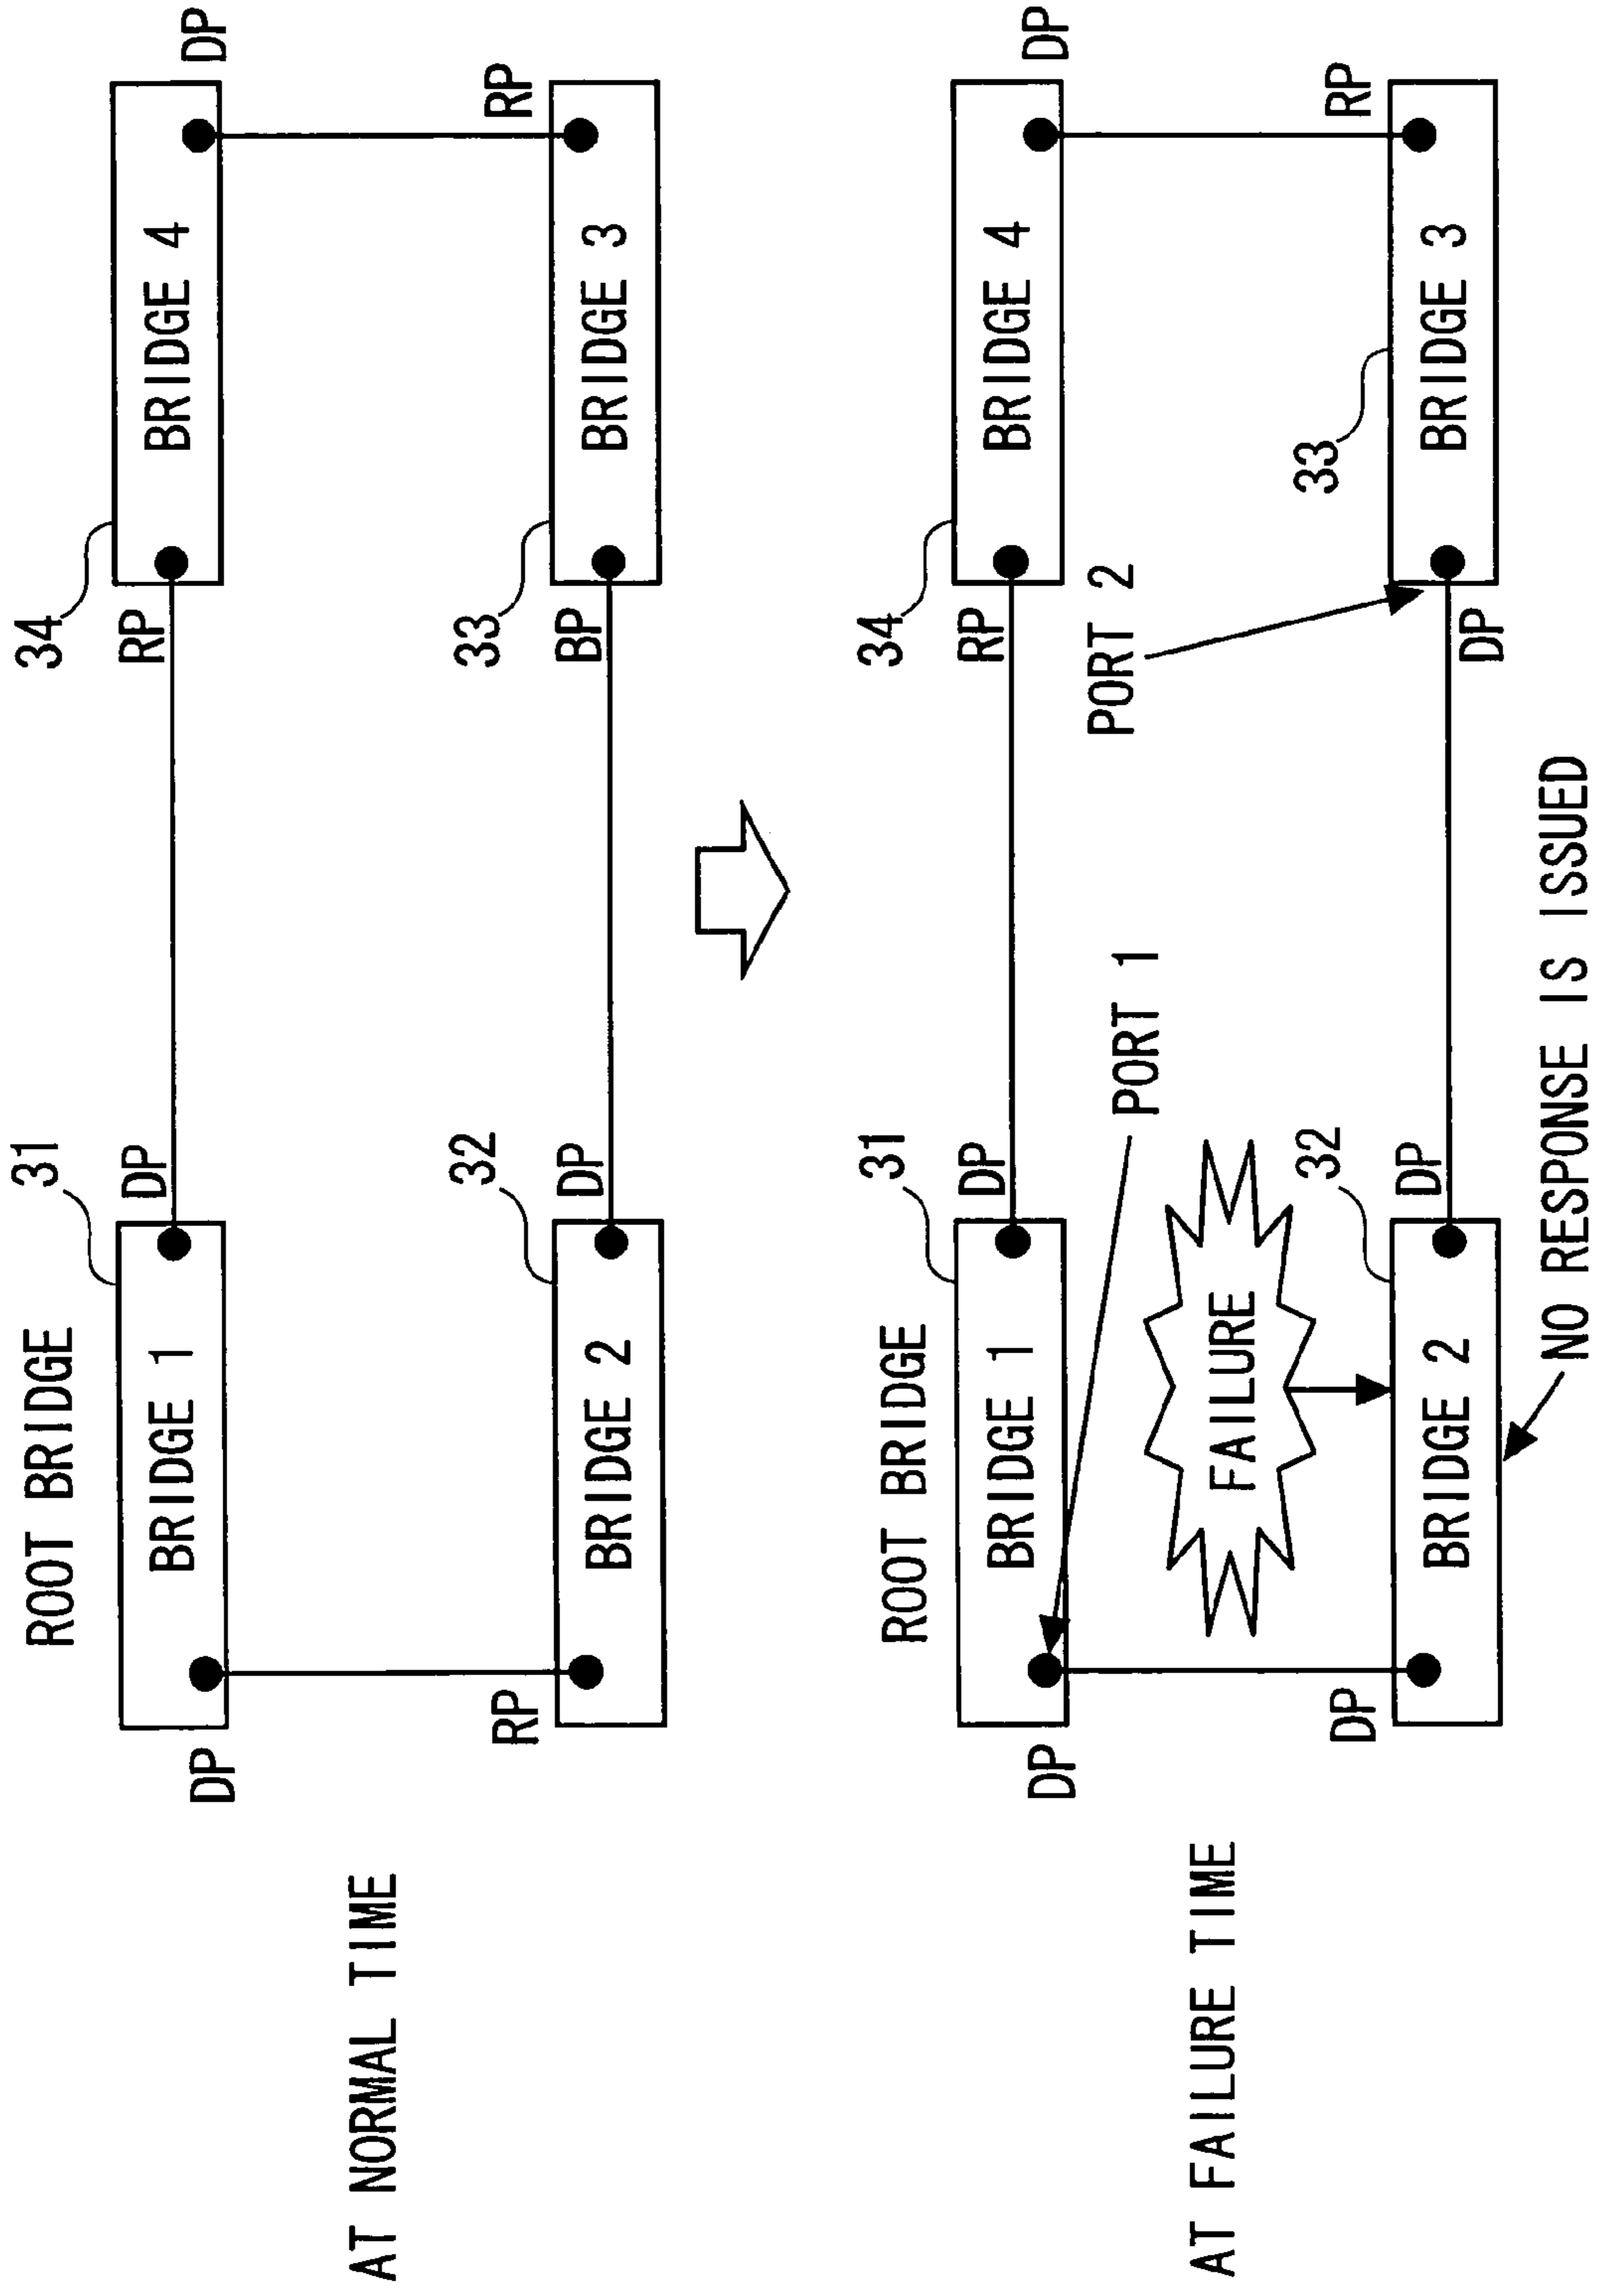 ROOT BRIDGE 31 34
DP RP
BRIDGE 1 BRIDGE 4
DP DP
AT NORMAL TIME
32 33
RP RP
DP BP
BRIDGE 2 BRIDGE 3
ROOT BRIDGE 31 34
DP RP
BRIDGE 1 BRIDGE 4
DP DP
PORT 1 PORT 2
AT FAILURE TIME
FAILURE
32 33
DP RP
DP DP
BRIDGE 2 BRIDGE 3
NO RESPONSE IS ISSUED